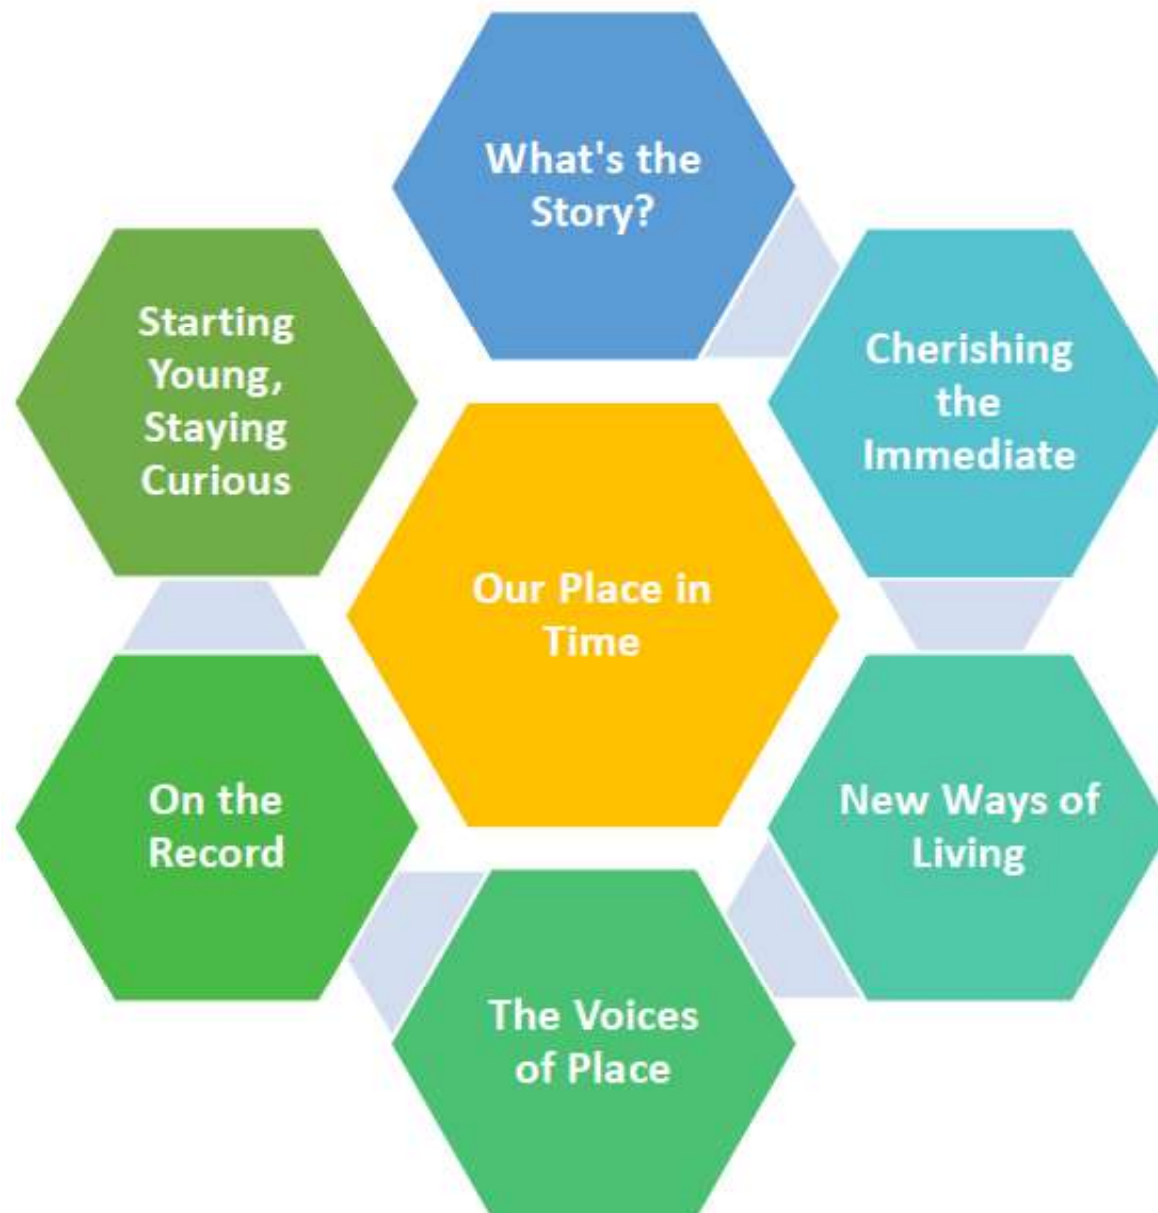 What's the
Story?
Cherishing
the
Immediate
New Ways of
Living
The Voices
of Place
On the
Record
Starting
Young,
Staying
Curious
Our Place in
Time